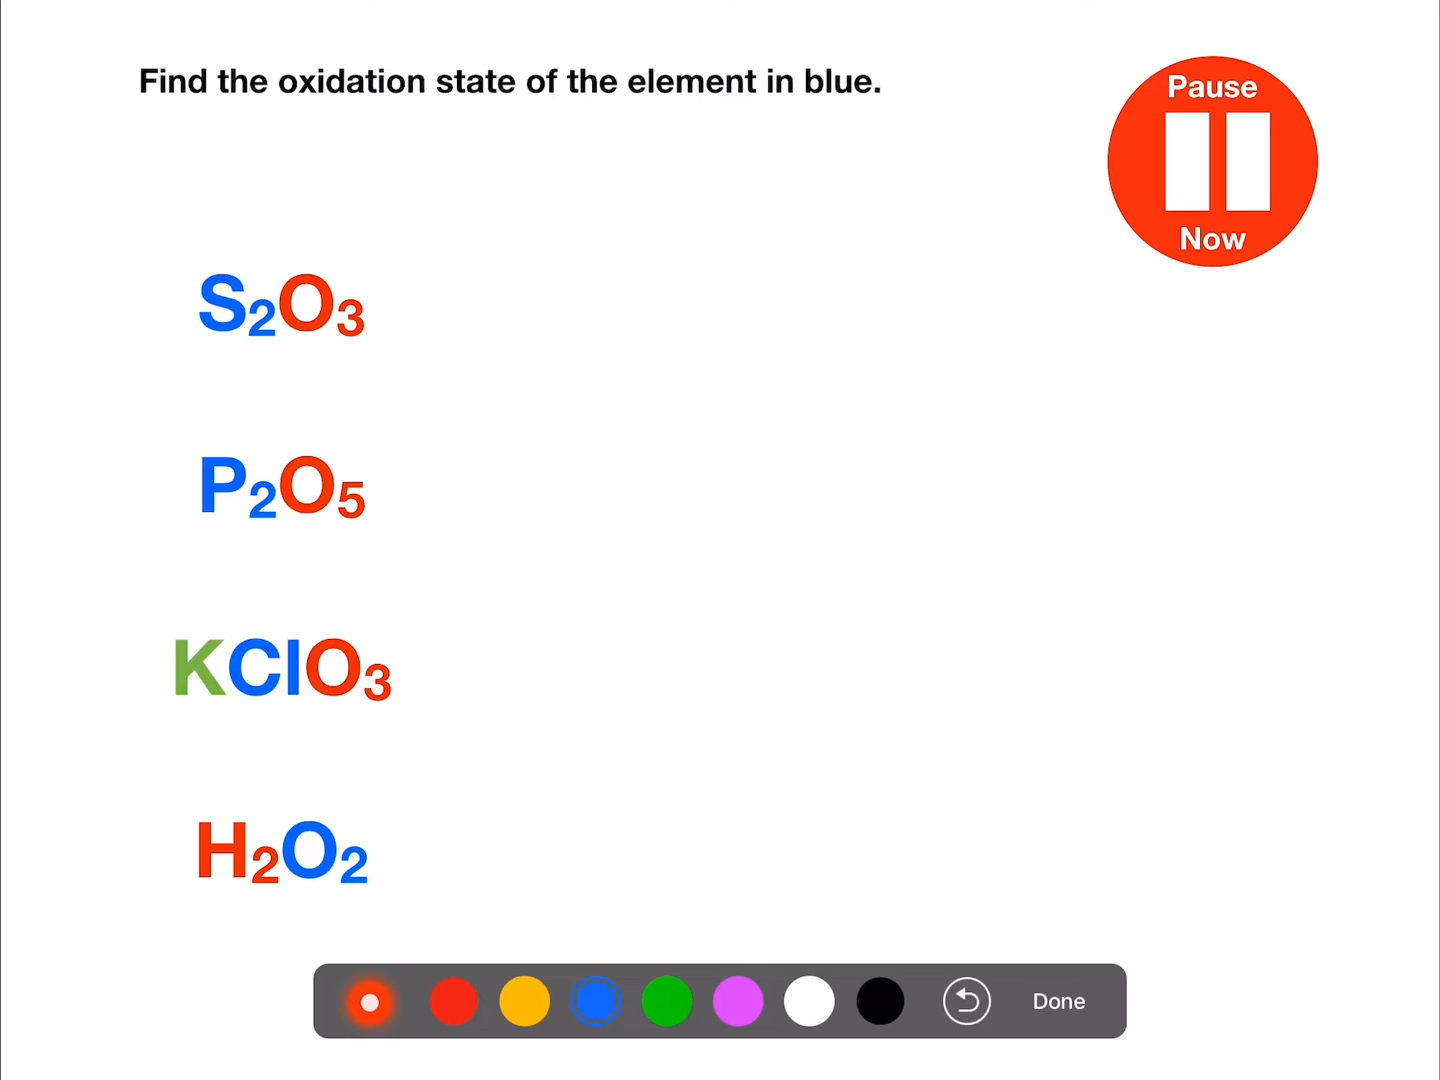 Find the oxidation state of the element in blue.
Pause
Now
S₂O₃
P₂O₅
KClO₃
H₂O₂
Done